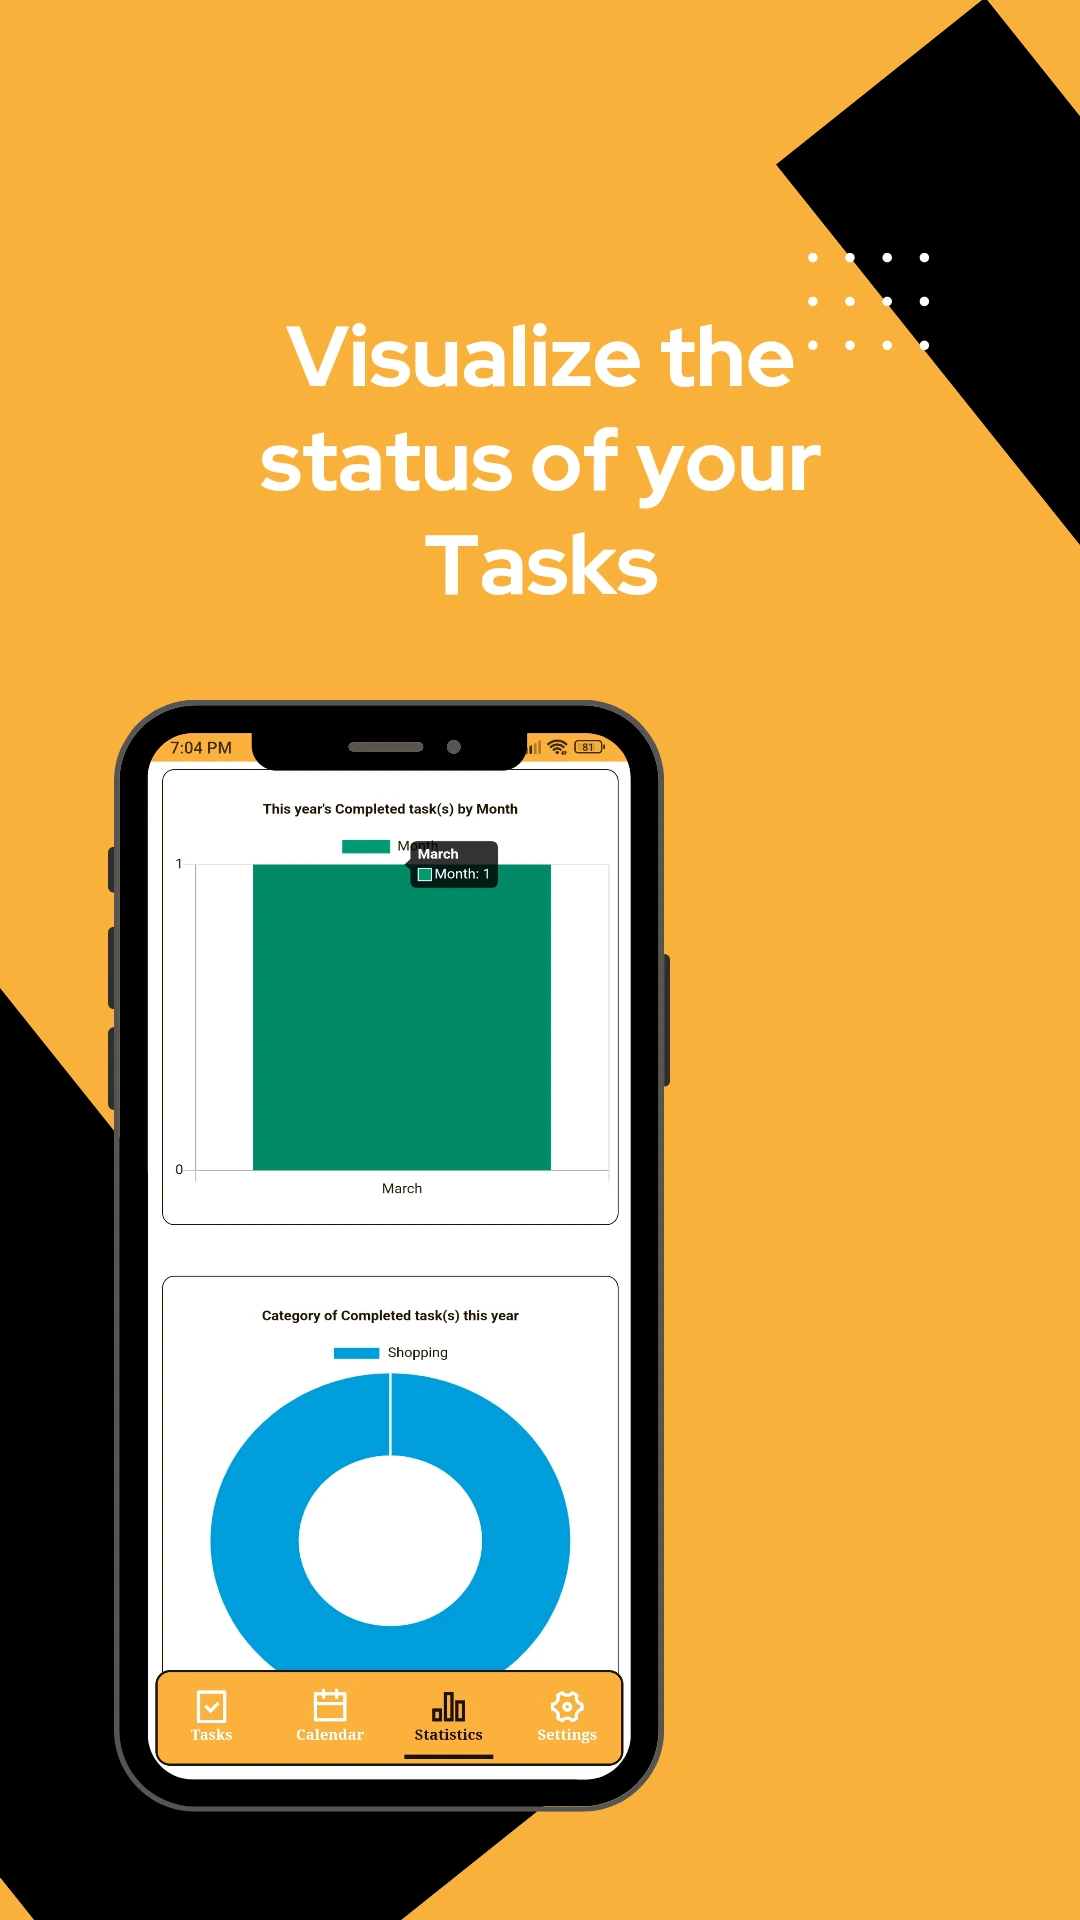 Visualize the
status of your
Tasks
7:04 PM
81
This year's Completed task(s) by Month
Month
March
Month: 1
1
0
March
Category of Completed task(s) this year
Shopping
Tasks
Calendar
Statistics
Settings